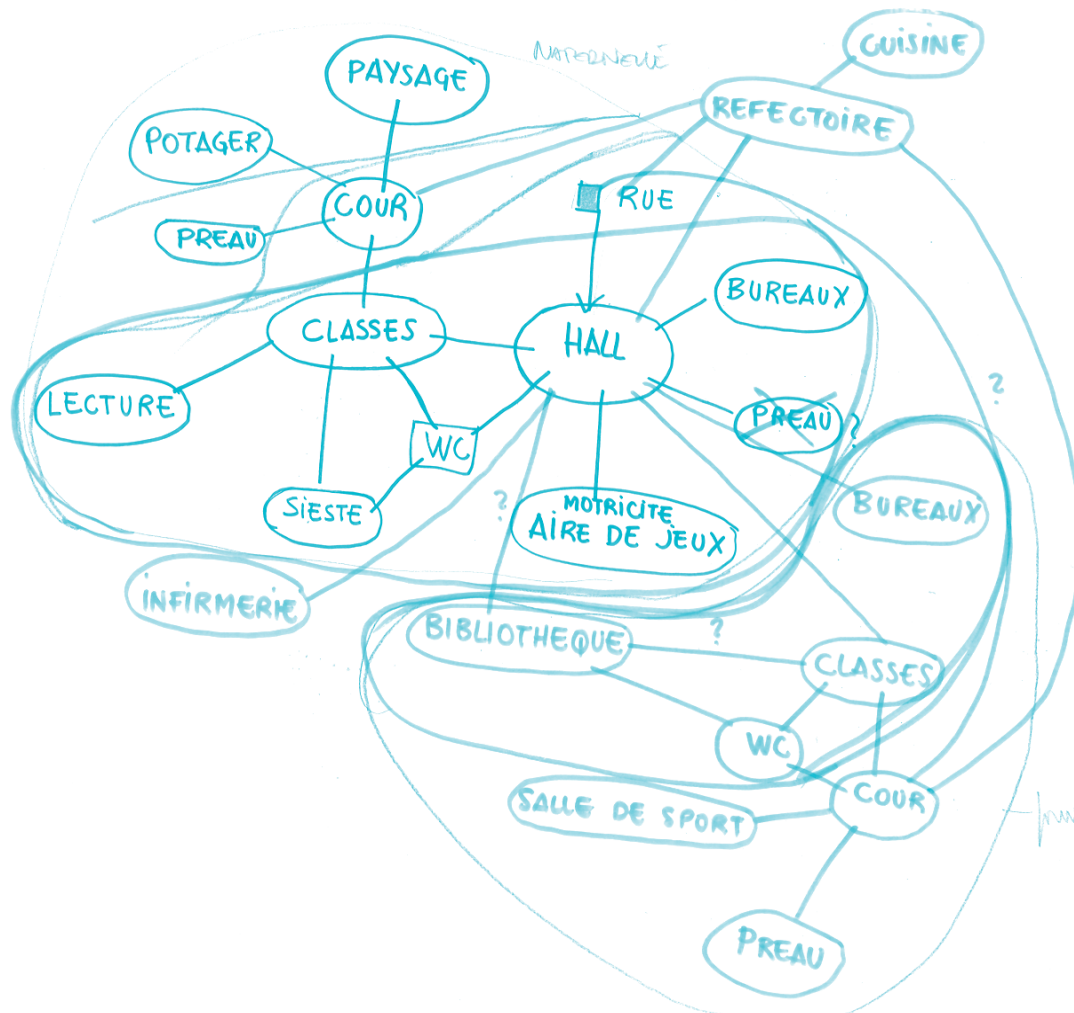 MATERNELLE
CUISINE
PAYSAGE
REFECTOIRE
POTAGER
COUR
RUE
PREAU
BUREAUX
CLASSES
HALL
LECTURE
?
PREAU
?
WC
BUREAUX
SIESTE
?
MOTRICITE
AIRE DE JEUX
INFIRMERIE
BIBLIOTHEQUE
?
CLASSES
WC
COUR
SALLE DE SPORT
PREAU